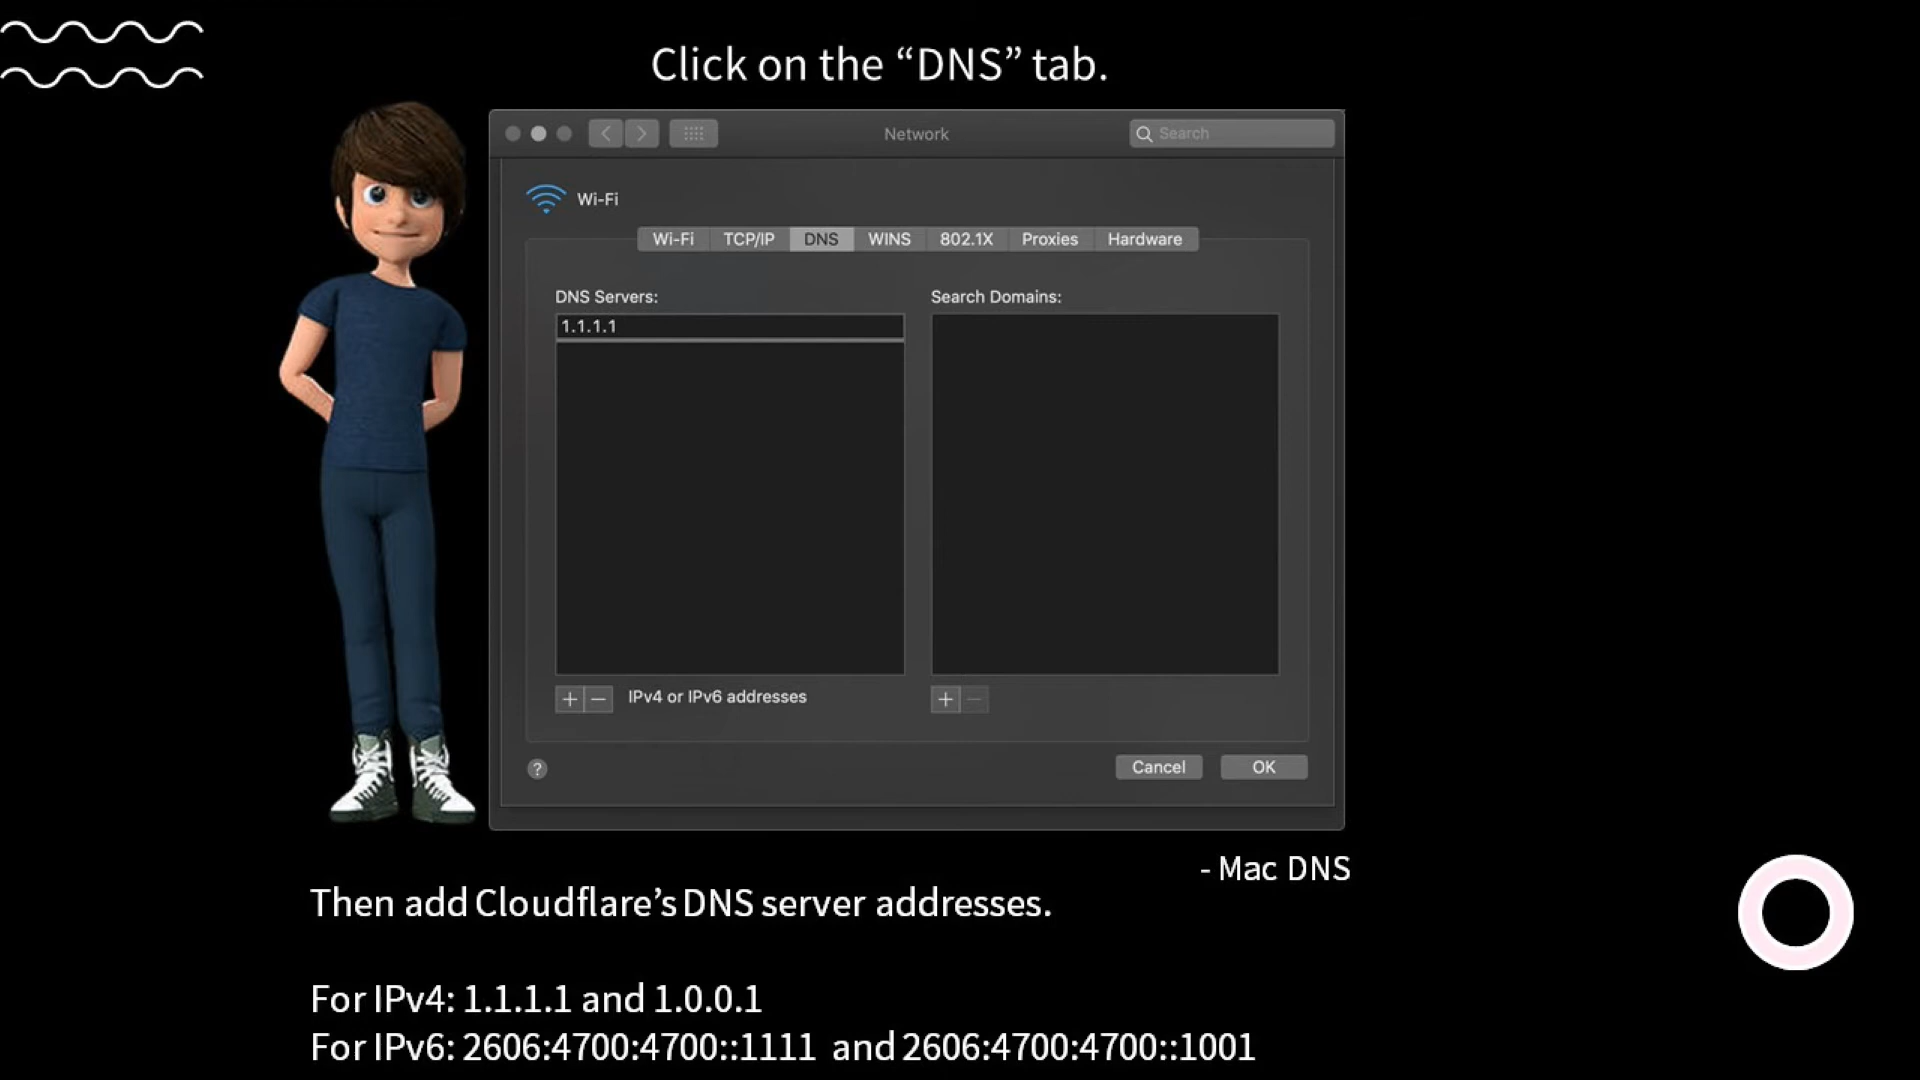 Click on the “DNS” tab.
Network
Search
Wi-Fi
Wi-Fi TCP/IP DNS WINS 802.1X Proxies Hardware
DNS Servers:
Search Domains:
1.1.1.1
+ − IPv4 or IPv6 addresses
+ −
? Cancel OK
- Mac DNS
Then add Cloudflare’s DNS server addresses.
For IPv4: 1.1.1.1 and 1.0.0.1
For IPv6: 2606:4700:4700::1111 and 2606:4700:4700::1001